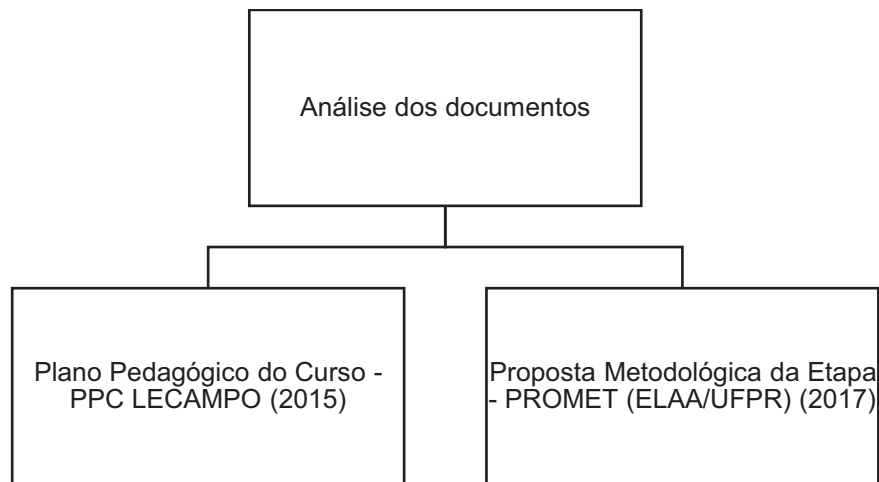 Análise dos documentos
Plano Pedagógico do Curso -
PPC LECAMPO (2015)
Proposta Metodológica da Etapa
- PROMET (ELAA/UFPR) (2017)